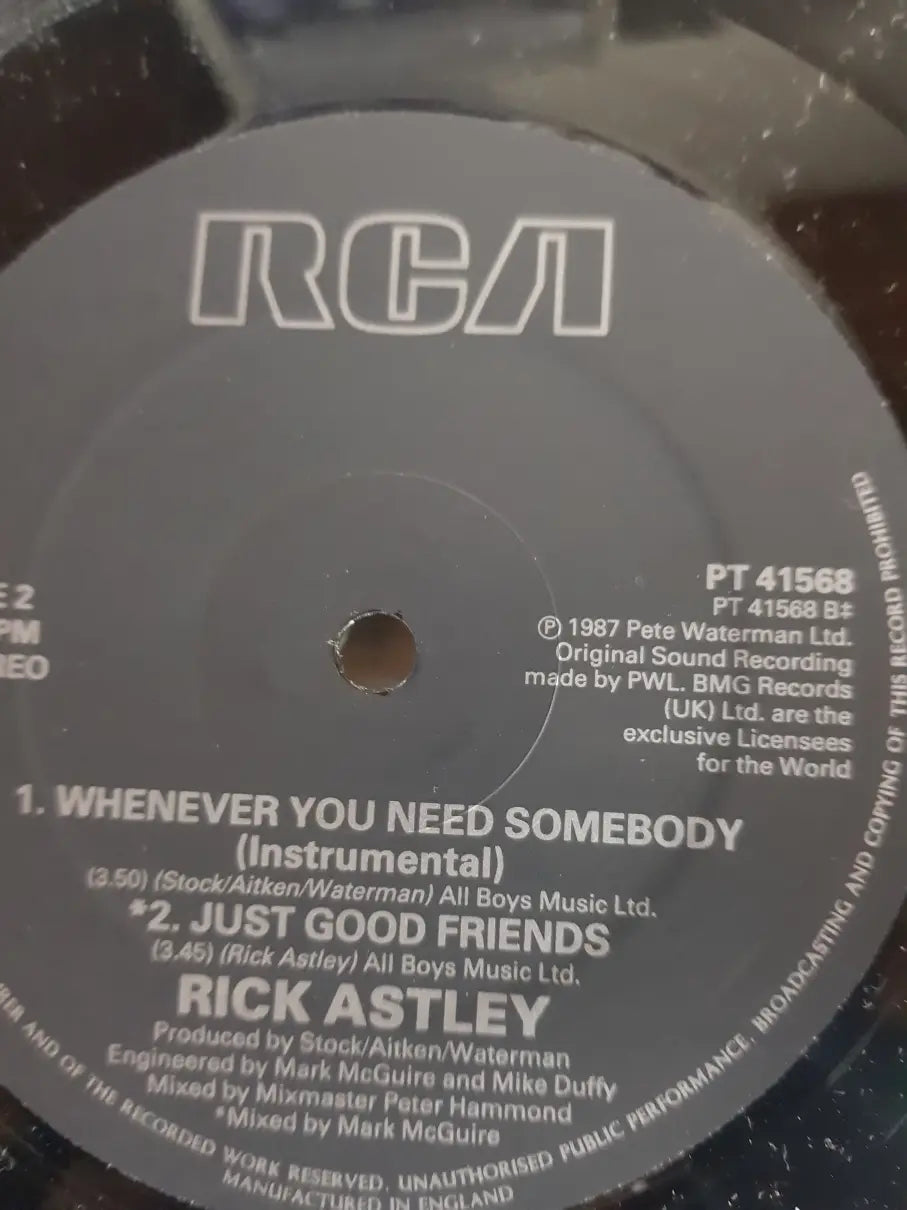 RCA
E 2
PM
REO
PT 41568
PT 41568 B‡
Ⓟ 1987 Pete Waterman Ltd.
Original Sound Recording
made by PWL. BMG Records
(UK) Ltd. are the
exclusive Licensees
for the World
1. WHENEVER YOU NEED SOMEBODY
(Instrumental)
(3.50) (Stock/Aitken/Waterman) All Boys Music Ltd.
*2. JUST GOOD FRIENDS
(3.45) (Rick Astley) All Boys Music Ltd.
RICK ASTLEY
Produced by Stock/Aitken/Waterman
Engineered by Mark McGuire and Mike Duffy
Mixed by Mixmaster Peter Hammond
*Mixed by Mark McGuire
RER AND OF THE RECORDED WORK RESERVED. UNAUTHORISED PUBLIC PERFORMANCE, BROADCASTING AND COPYING OF THIS RECORD PROHIBITED
MANUFACTURED IN ENGLAND